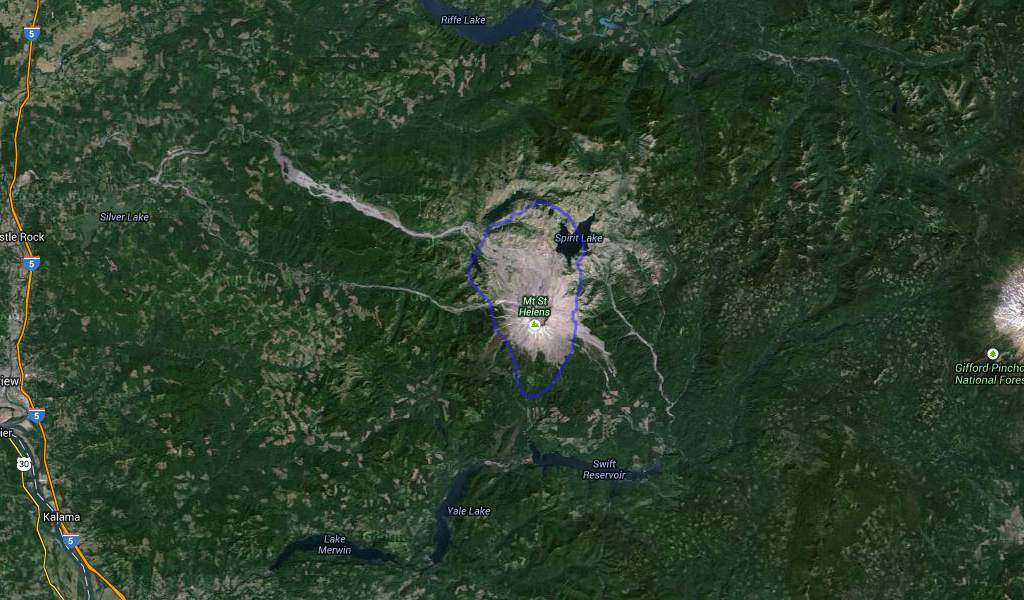 Riffe Lake
5
Silver Lake
stle Rock
5
Spirit Lake
Mt St
Helens
Gifford Pincho
National Fores
view
5
ier
30
Swift
Reservoir
Yale Lake
Kalama
5
Lake
Merwin